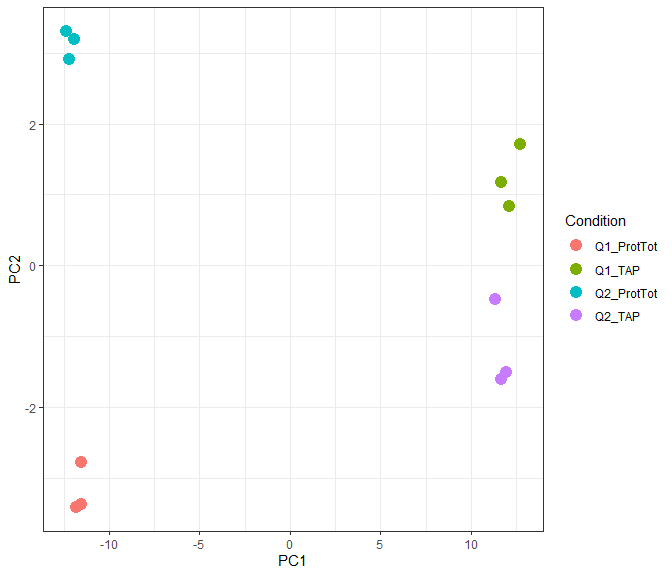 2
0
-2
PC2
-10
-5
0
5
10
PC1
Condition
Q1_ProtTot
Q1_TAP
Q2_ProtTot
Q2_TAP